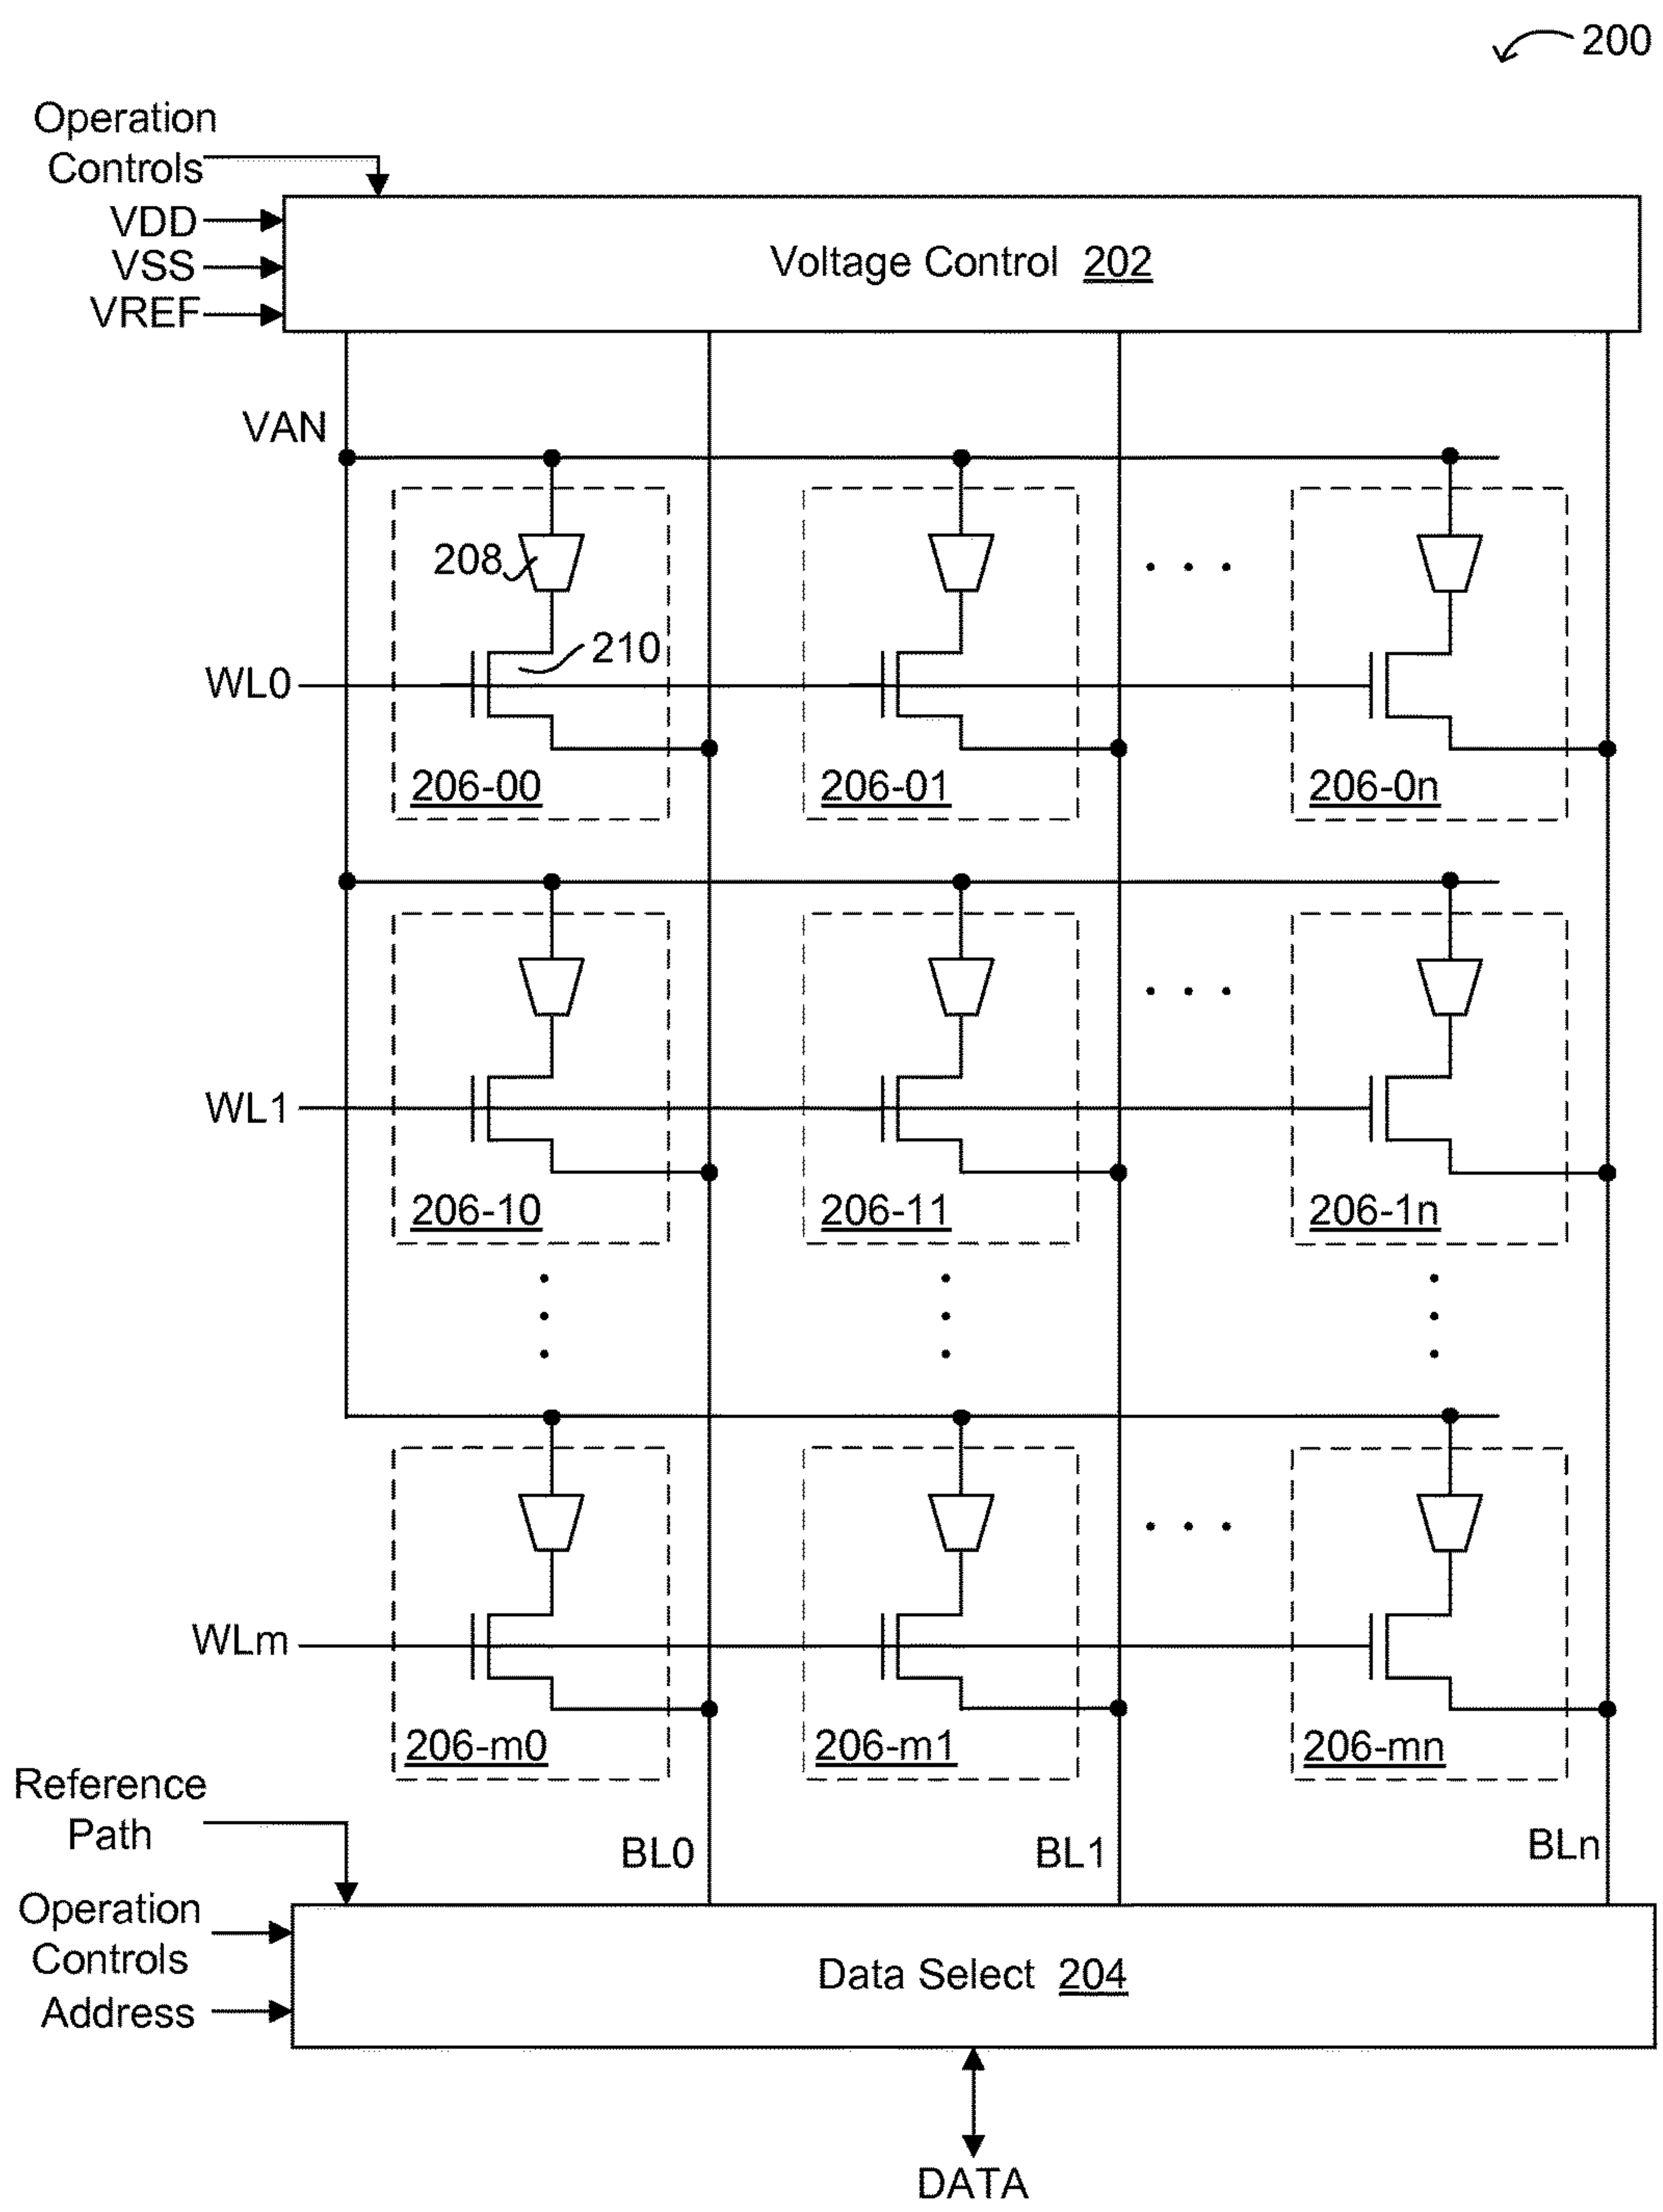 200
Operation
Controls
VDD
VSS
VREF
Voltage Control 202
VAN
208
210
WL0
206-00
206-01
206-0n
WL1
206-10
206-11
206-1n
WLm
206-m0
206-m1
206-mn
Reference
Path
BL0
BL1
BLn
Operation
Controls
Address
Data Select 204
DATA